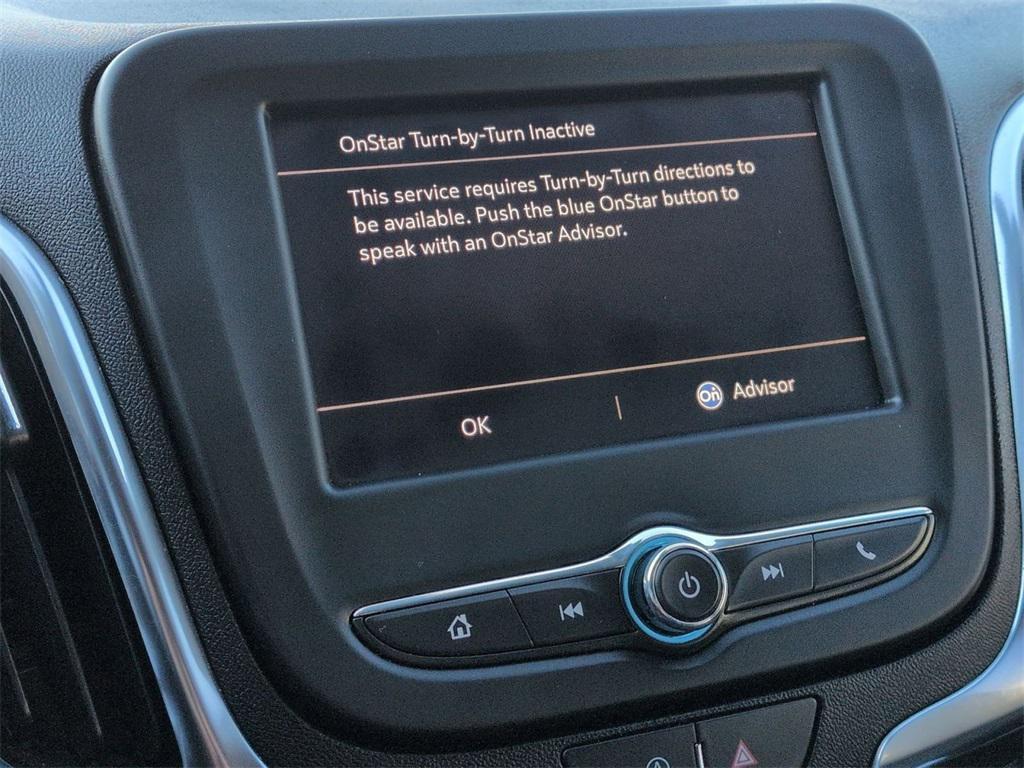 OnStar Turn-by-Turn Inactive
This service requires Turn-by-Turn directions to
be available. Push the blue OnStar button to
speak with an OnStar Advisor.
OK | On Advisor
A